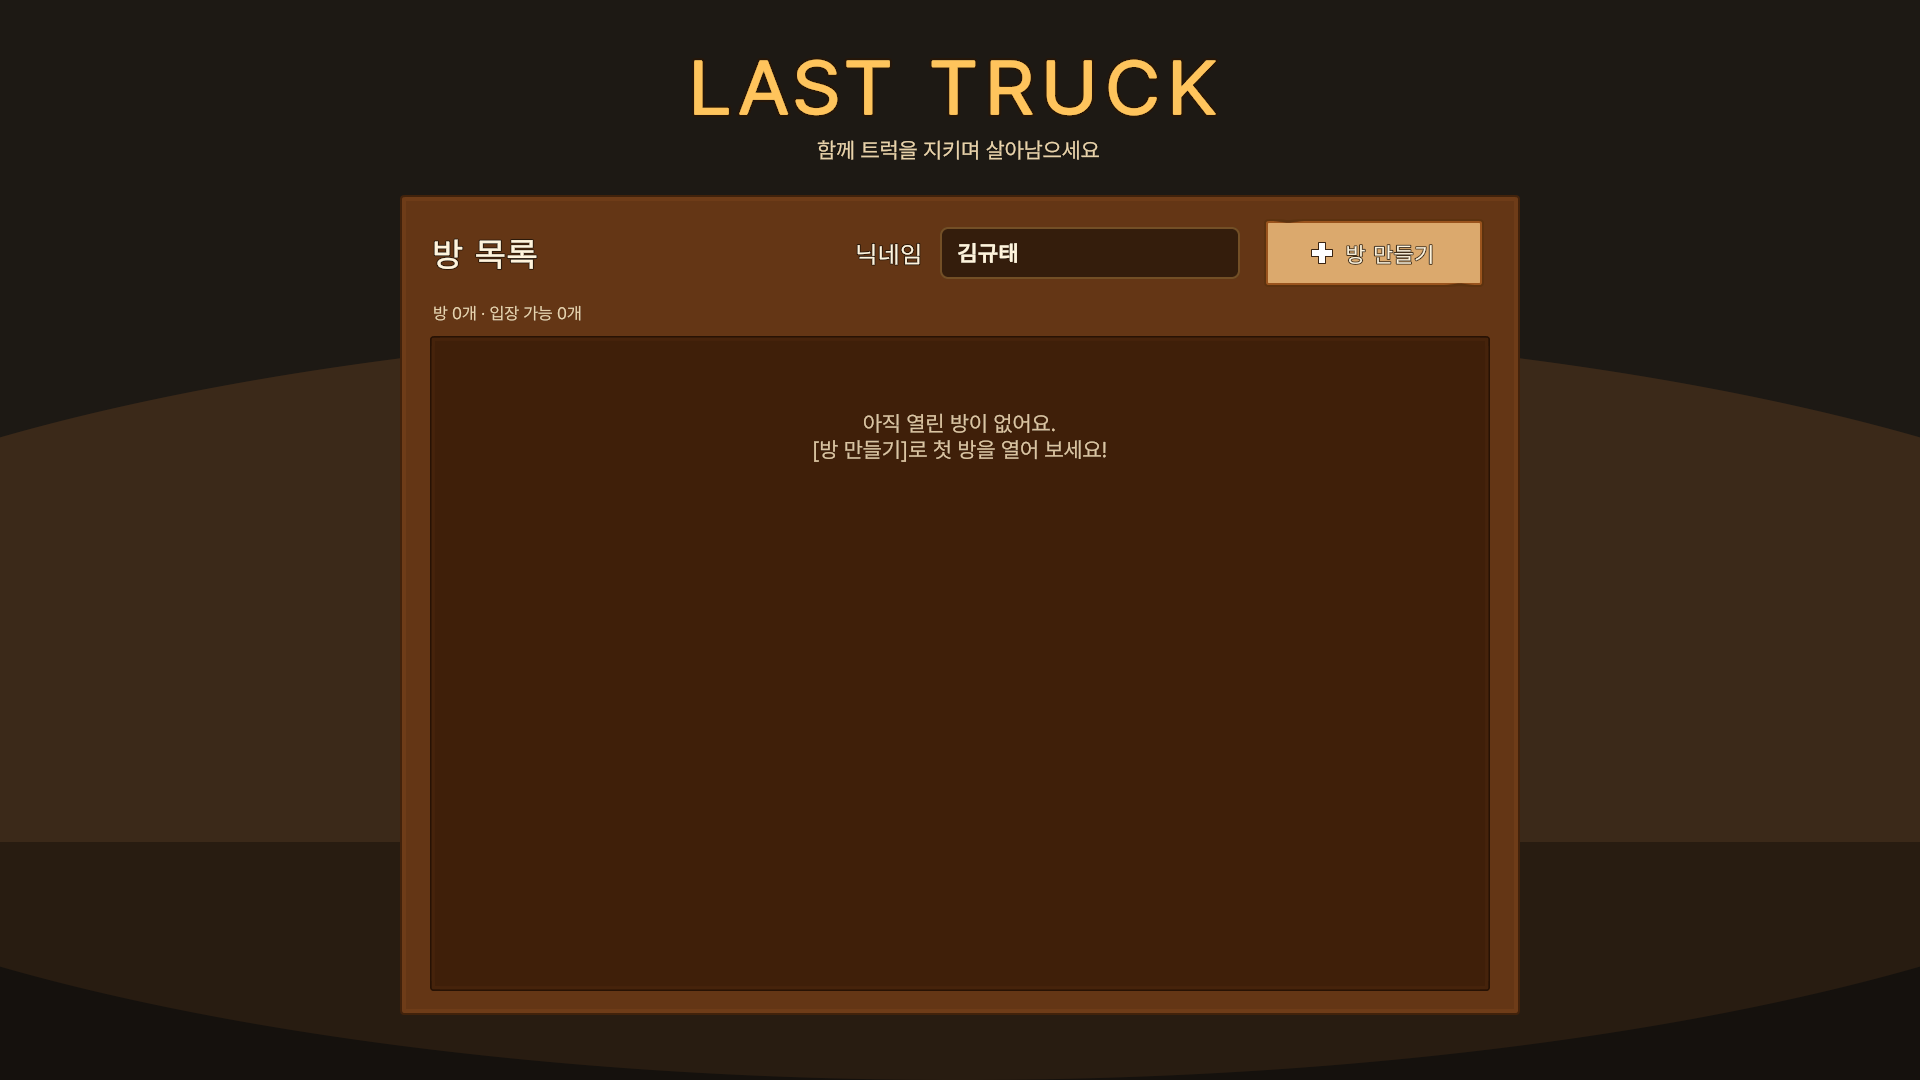 LAST TRUCK
함께 트럭을 지키며 살아남으세요
방 목록
닉네임
김규태
방 만들기
방 0개 · 입장 가능 0개
아직 열린 방이 없어요.
[방 만들기]로 첫 방을 열어 보세요!